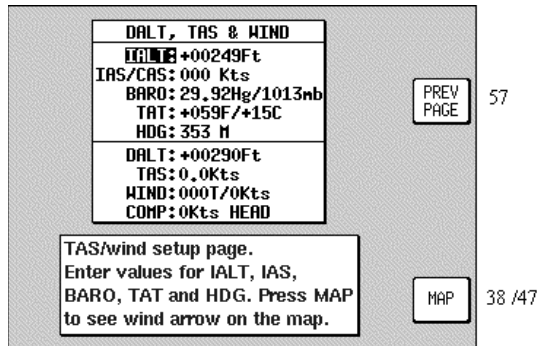 DALT, TAS & WIND
IALT: +00249Ft
IAS/CAS: 000 Kts
BARO: 29.92Hg/1013mb
TAT: +059F/+15C
HDG: 353 M
DALT: +00290Ft
TAS: 0.0Kts
WIND: 000T/0Kts
COMP: 0Kts HEAD
PREV
PAGE
57
TAS/wind setup page.
Enter values for IALT, IAS,
BARO, TAT and HDG. Press MAP
to see wind arrow on the map.
MAP
38 /47